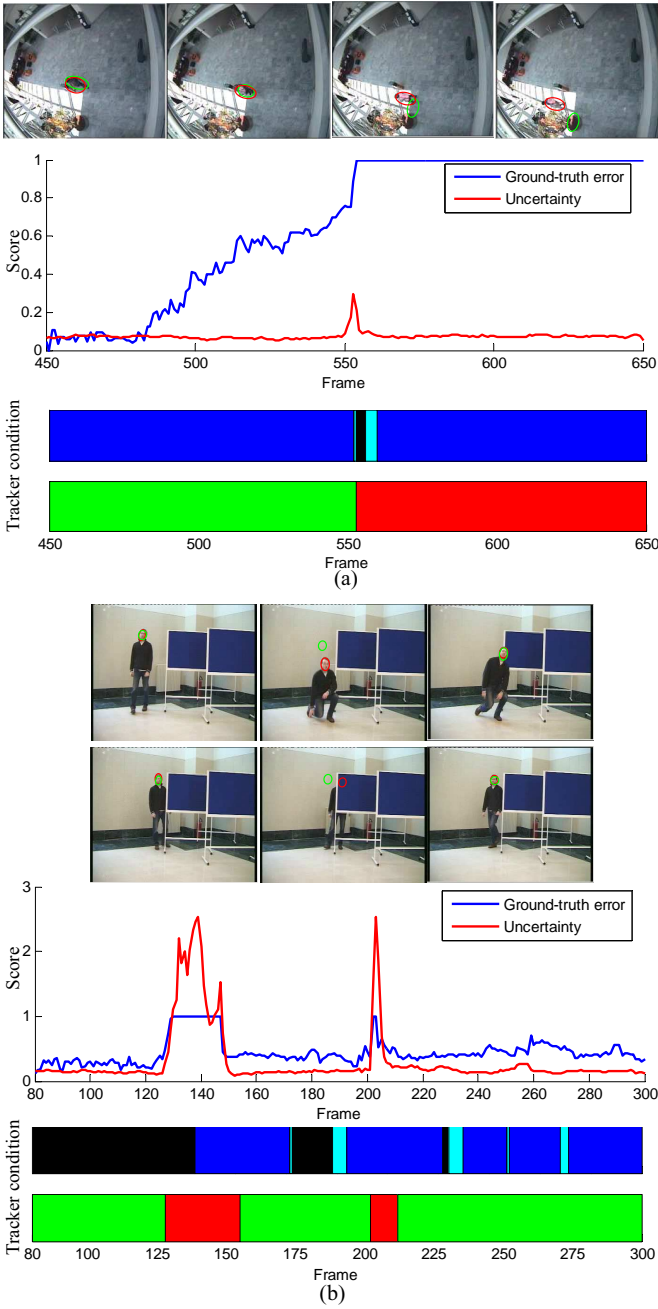 1
0.8
0.6
0.4
0.2
0
Score
Ground-truth error
Uncertainty
450 500 550 600 650
Frame
Tracker condition
450 500 550 600 650
Frame
(a)
3
2
1
0
Score
Ground-truth error
Uncertainty
80 100 120 140 160 180 200 220 240 260 280 300
Frame
Tracker condition
Tracker condition
80 100 125 150 175 200 225 250 275 300
Frame
(b)